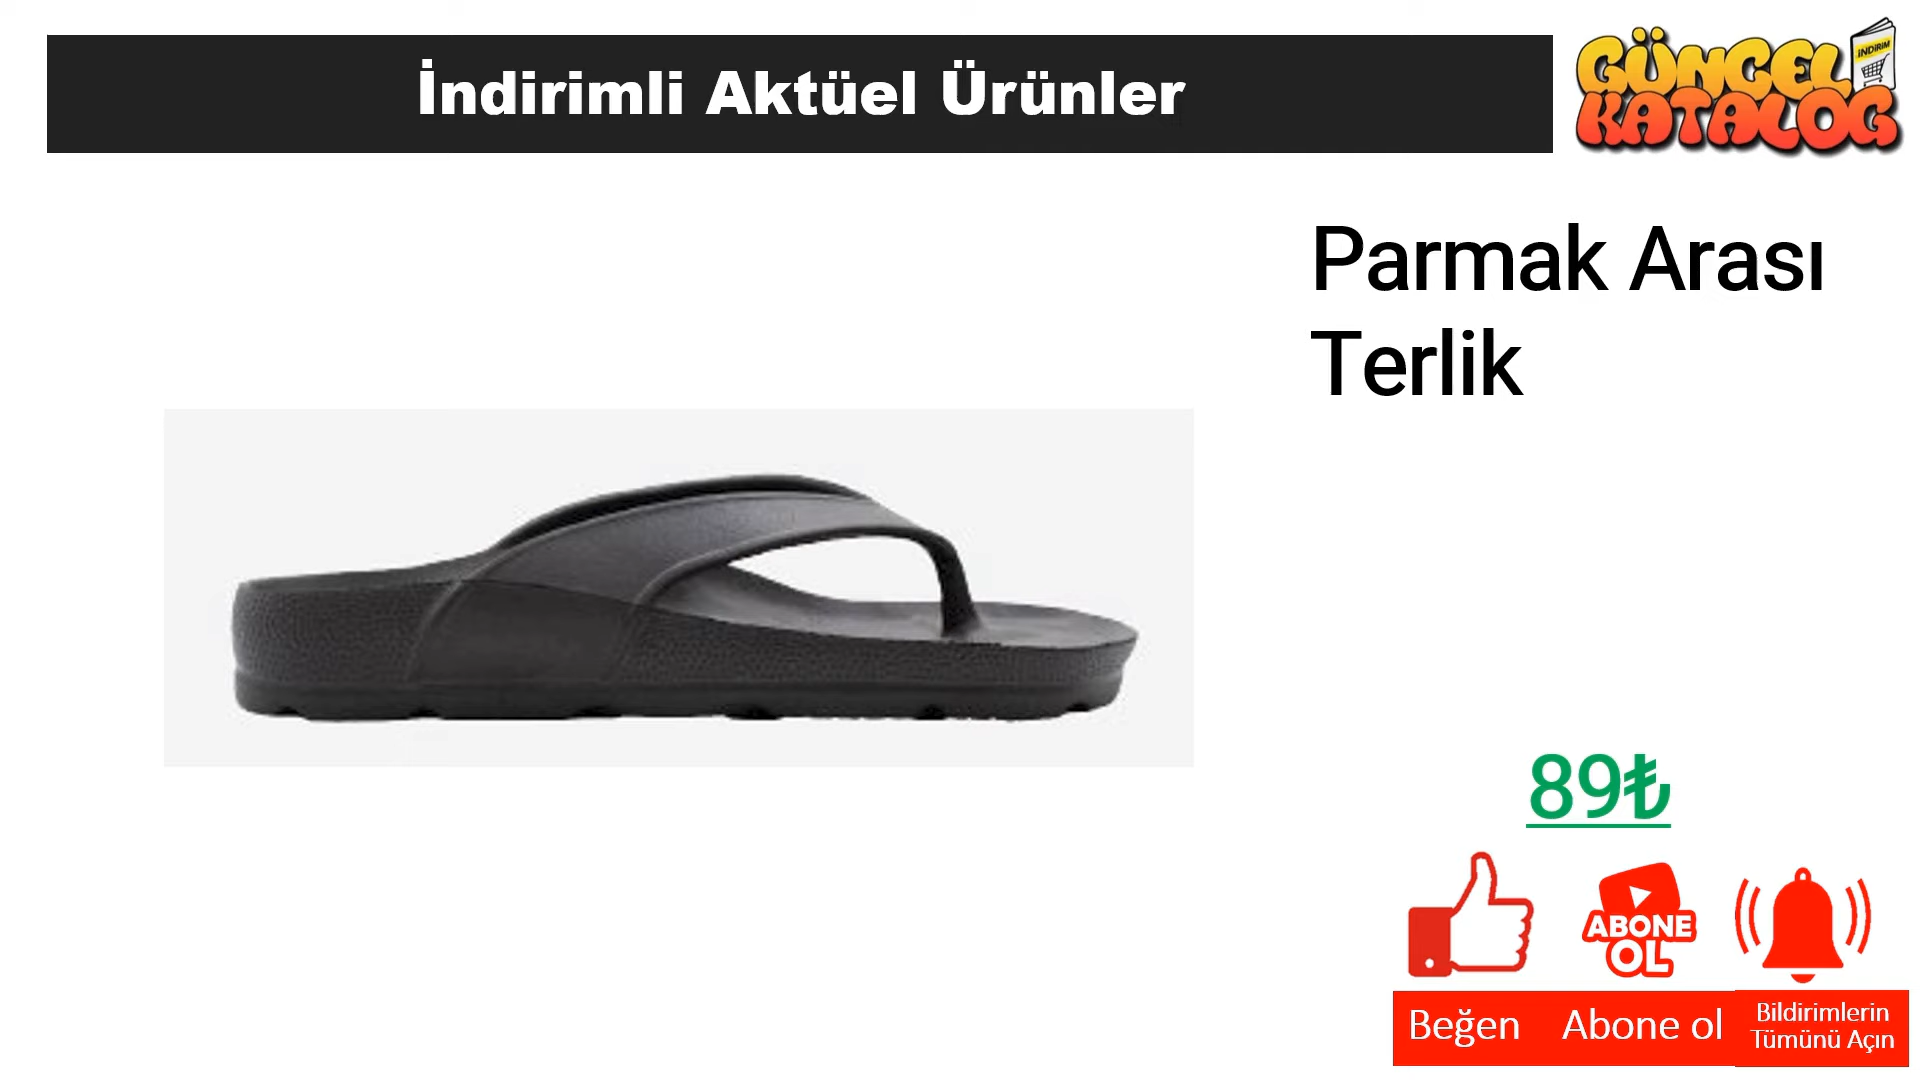 İndirimli Aktüel Ürünler
GÜNCEL
İNDİRİM
KATALOG
Parmak Arası
Terlik
89₺
ABONE
OL
Beğen
Abone ol
Bildirimlerin
Tümünü Açın